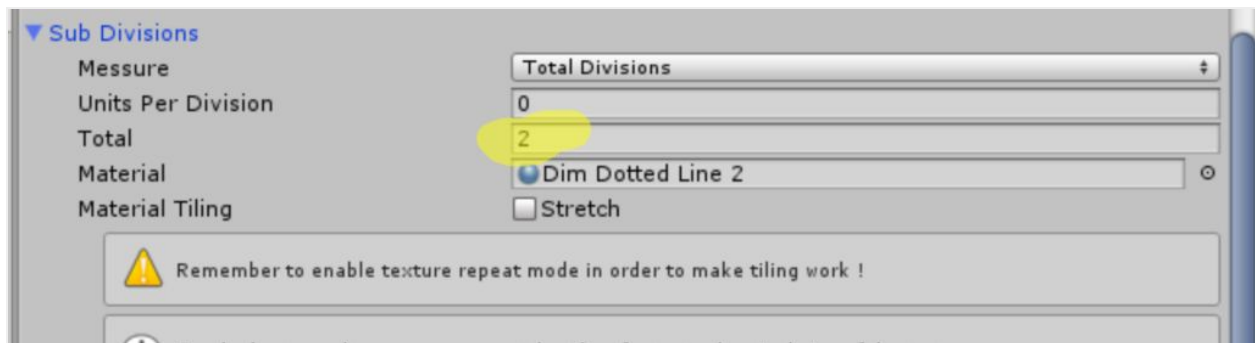 Sub Divisions
Messure Total Divisions
Units Per Division 0
Total 2
Material Dim Dotted Line 2
Material Tiling Stretch
Remember to enable texture repeat mode in order to make tiling work !